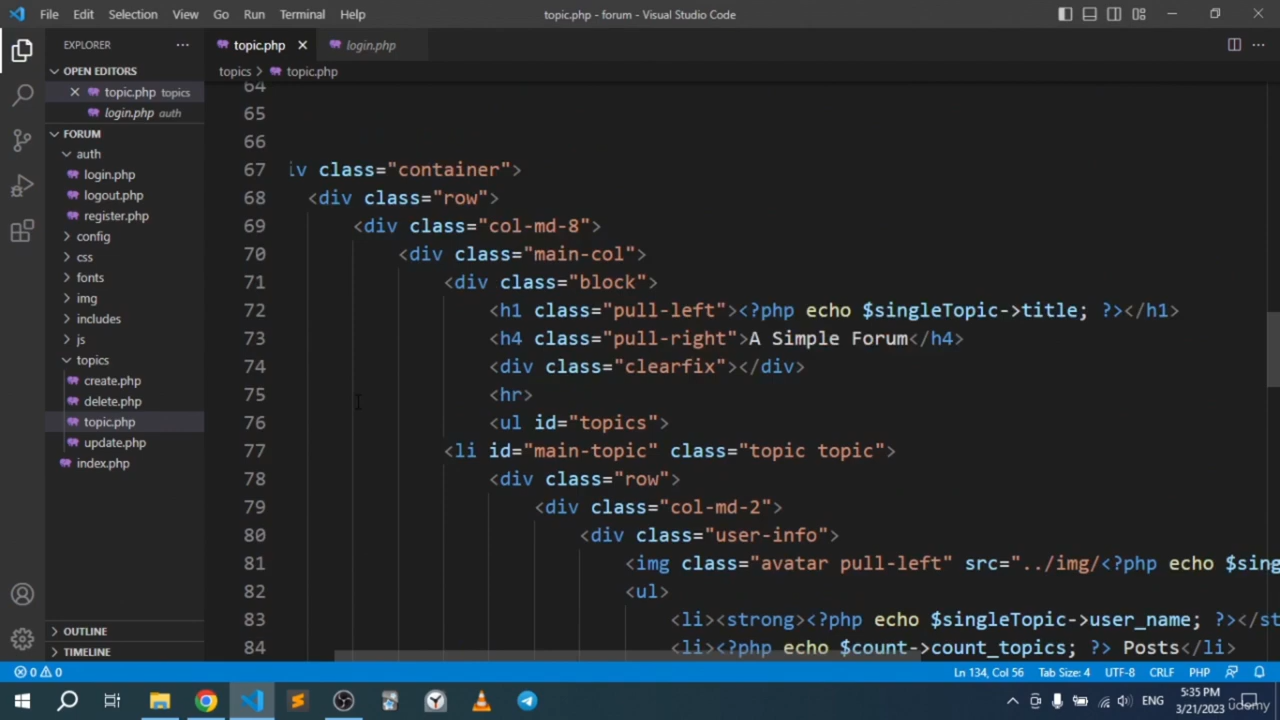 File Edit Selection View Go Run Terminal Help topic.php - forum - Visual Studio Code
EXPLORER
topic.php
login.php
OPEN EDITORS
topics topic.php
topic.php topics
login.php auth
FORUM
auth
login.php
logout.php
register.php
config
css
fonts
img
includes
js
topics
create.php
delete.php
topic.php
update.php
index.php
OUTLINE
TIMELINE
64
65
66
67 iv class="container">
68 <div class="row">
69 <div class="col-md-8">
70 <div class="main-col">
71 <div class="block">
72 <h1 class="pull-left"><?php echo $singleTopic->title; ?></h1>
73 <h4 class="pull-right">A Simple Forum</h4>
74 <div class="clearfix"></div>
75 <hr>
76 <ul id="topics">
77 <li id="main-topic" class="topic topic">
78 <div class="row">
79 <div class="col-md-2">
80 <div class="user-info">
81 <img class="avatar pull-left" src="../img/<?php echo $sing
82 <ul>
83 <li><strong><?php echo $singleTopic->user_name; ?></st
84 <li><?php echo $count->count_topics; ?> Posts</li>
0 0 Ln 134, Col 56 Tab Size: 4 UTF-8 CRLF PHP
ENG 5:35 PM
3/21/2023
udemy